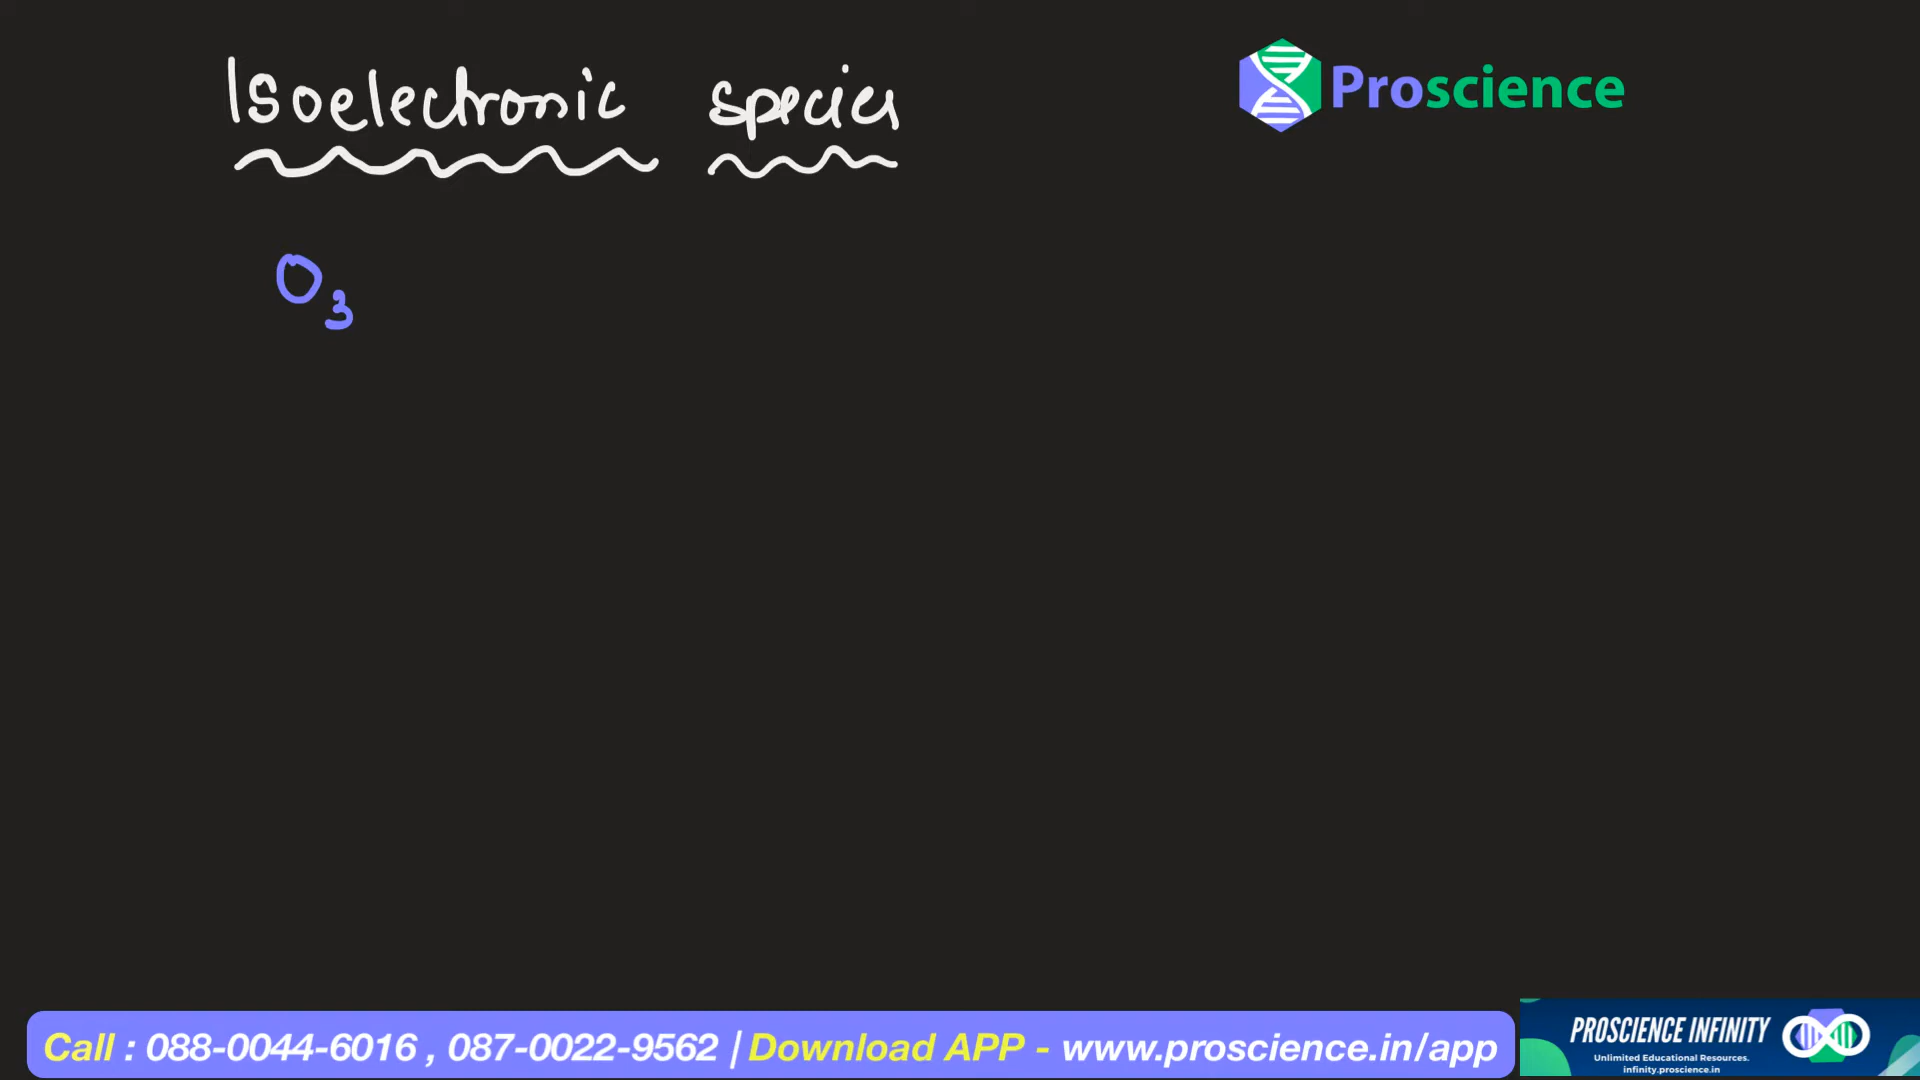 Isoelectronic species
Proscience
O₃
Call : 088-0044-6016 , 087-0022-9562 | Download APP - www.proscience.in/app
PROSCIENCE INFINITY
Unlimited Educational Resources.
infinity.proscience.in